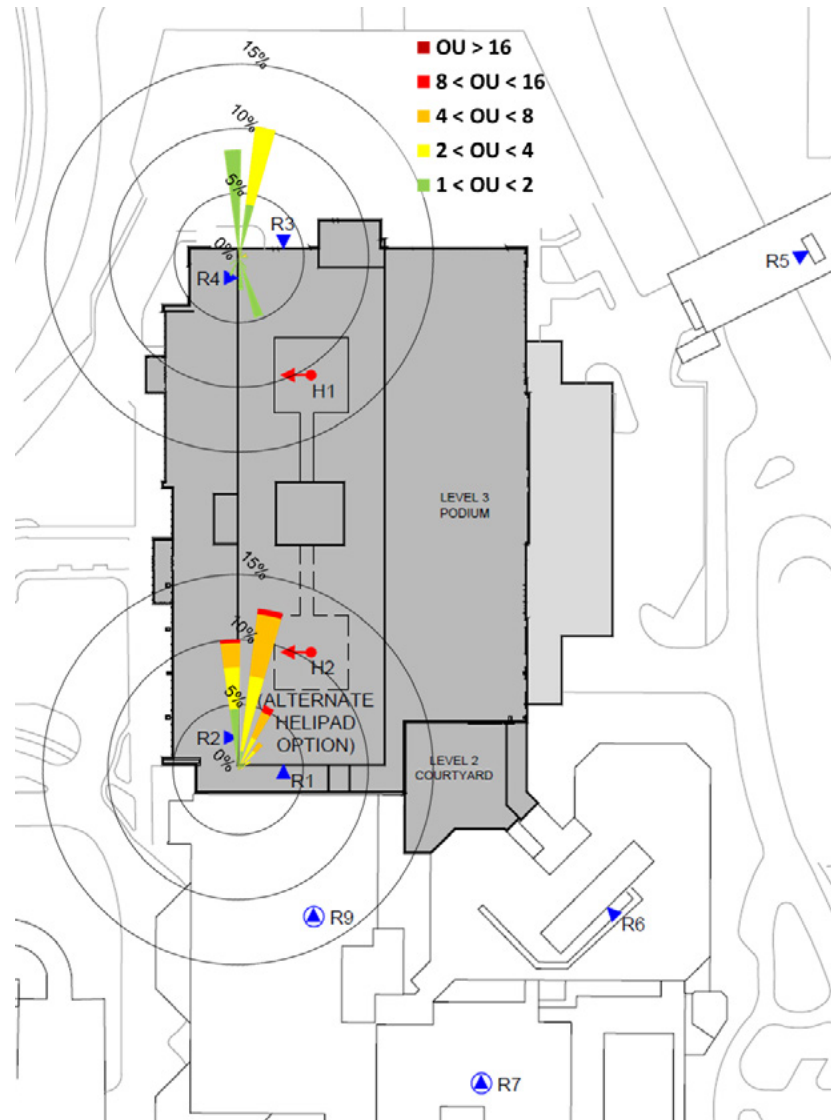 15%
OU > 16
8 < OU < 16
4 < OU < 8
2 < OU < 4
1 < OU < 2
10%
5%
0%
R3
R4
R5
H1
LEVEL 3
PODIUM
15%
10%
5%
0%
H2
(ALTERNATE
HELIPAD
OPTION)
R2
R1
LEVEL 2
COURTYARD
R9
R6
R7